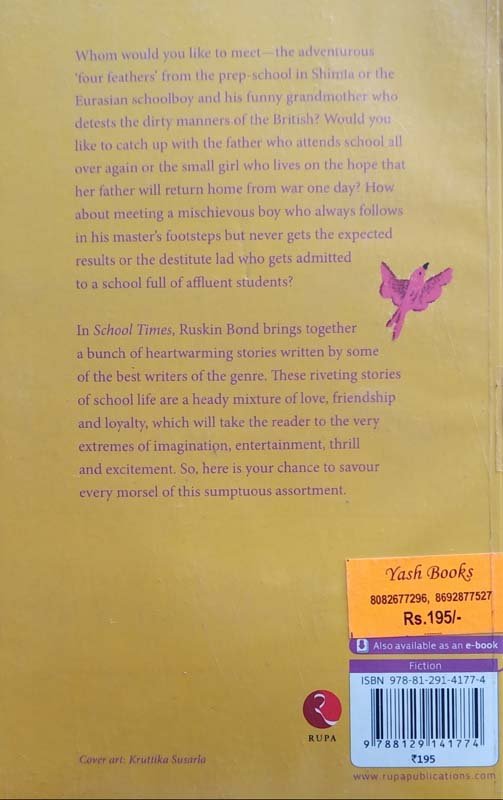 Whom would you like to meet—the adventurous
'four feathers' from the prep-school in Shimla or the
Eurasian schoolboy and his funny grandmother who
detests the dirty manners of the British? Would you
like to catch up with the father who attends school all
over again or the small girl who lives on the hope that
her father will return home from war one day? How
about meeting a mischievous boy who always follows
in his master's footsteps but never gets the expected
results or the destitute lad who gets admitted
to a school full of affluent students?
In School Times, Ruskin Bond brings together
a bunch of heartwarming stories written by some
of the best writers of the genre. These riveting stories
of school life are a heady mixture of love, friendship
and loyalty, which will take the reader to the very
extremes of imagination, entertainment, thrill
and excitement. So, here is your chance to savour
every morsel of this sumptuous assortment.
Yash Books
8082677296, 8692877527
Rs.195/-
Also available as an e-book
Fiction
ISBN 978-81-291-4177-4
9 788129 141774
₹195
www.rupapublications.com
RUPA
Cover art: Kruttika Susarla